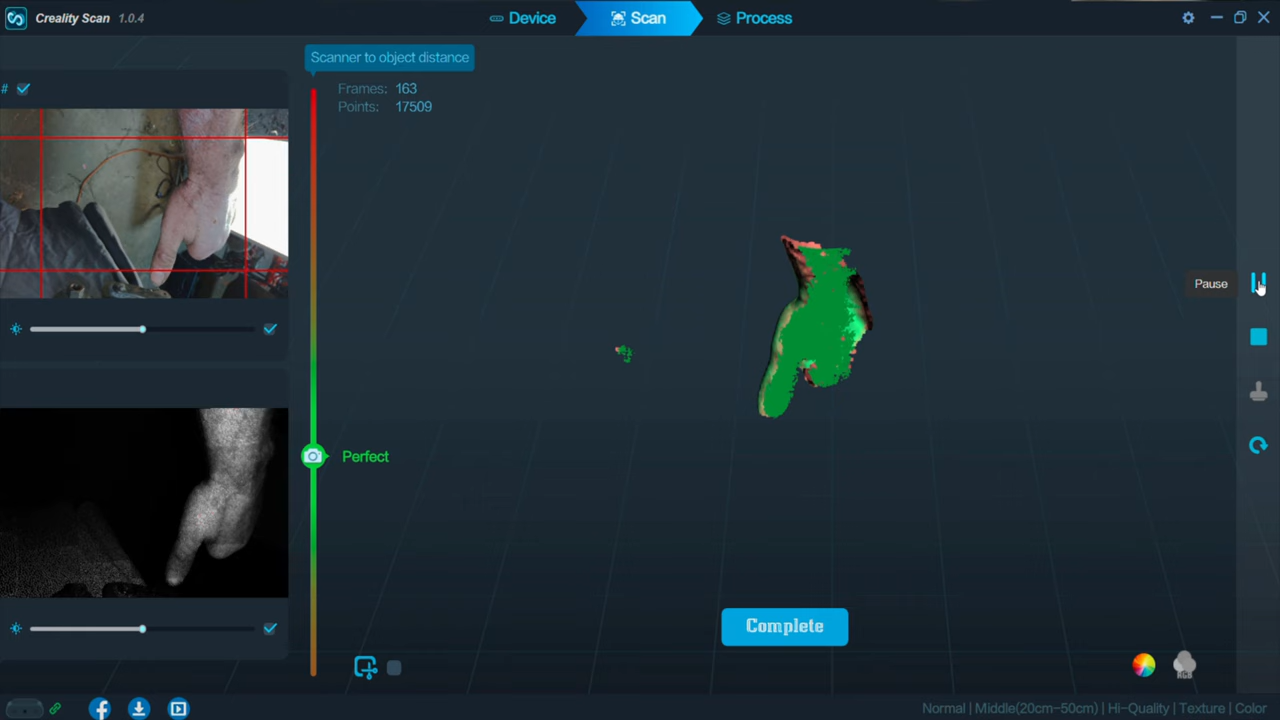 Creality Scan 1.0.4
Device
Scan
Process
Scanner to object distance
#
Frames: 163
Points: 17509
Pause
Perfect
Complete
RGB
Normal | Middle(20cm-50cm) | Hi-Quality | Texture | Color